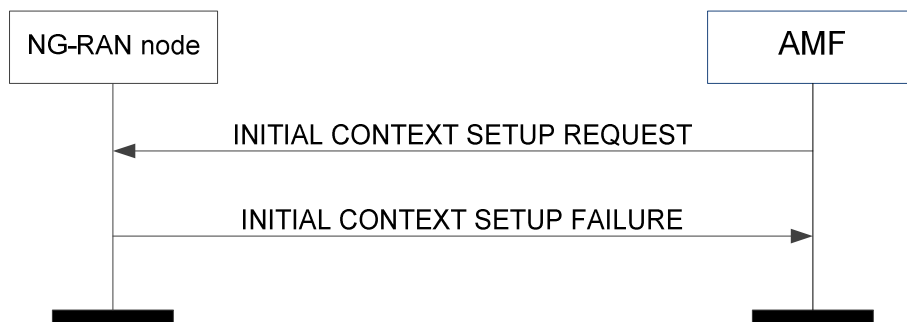 NG-RAN node
AMF
INITIAL CONTEXT SETUP REQUEST
INITIAL CONTEXT SETUP FAILURE